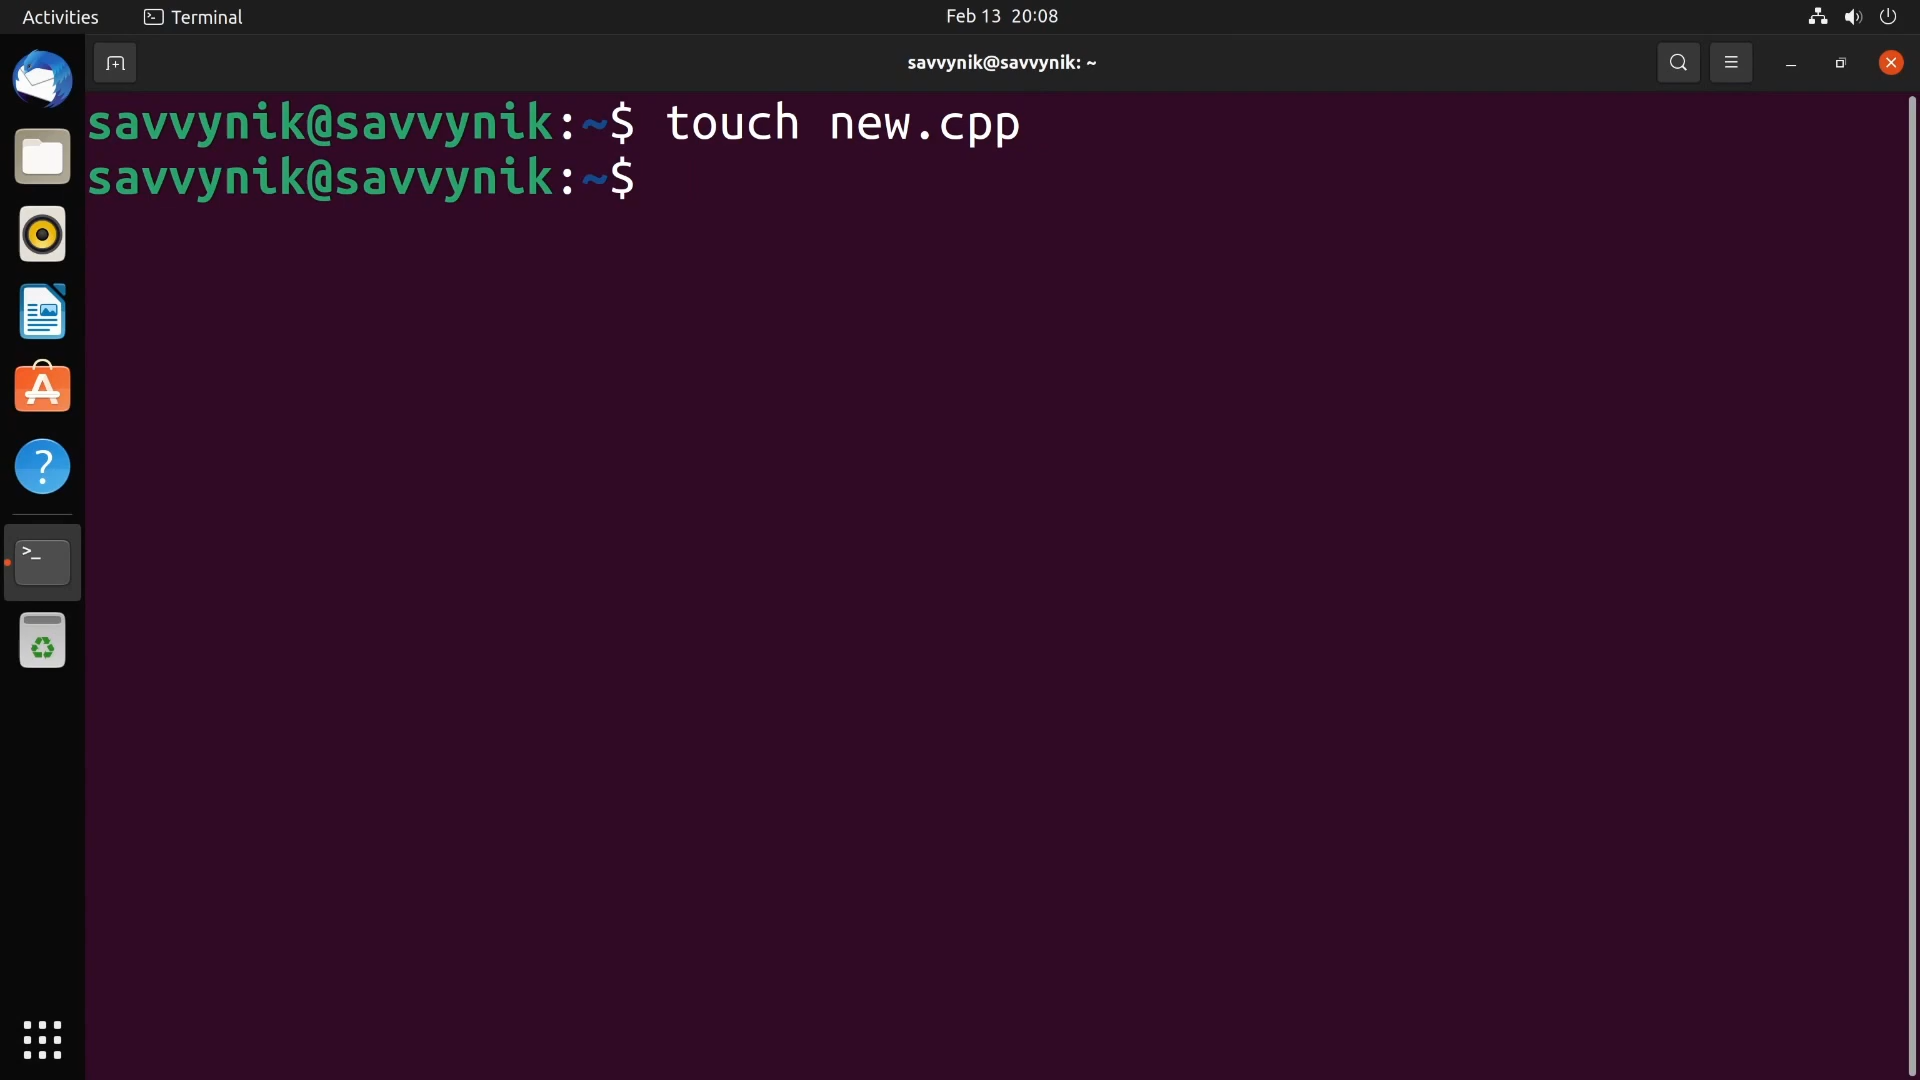 Activities Terminal Feb 13 20:08
savvynik@savvynik: ~
savvynik@savvynik:~$ touch new.cpp
savvynik@savvynik:~$